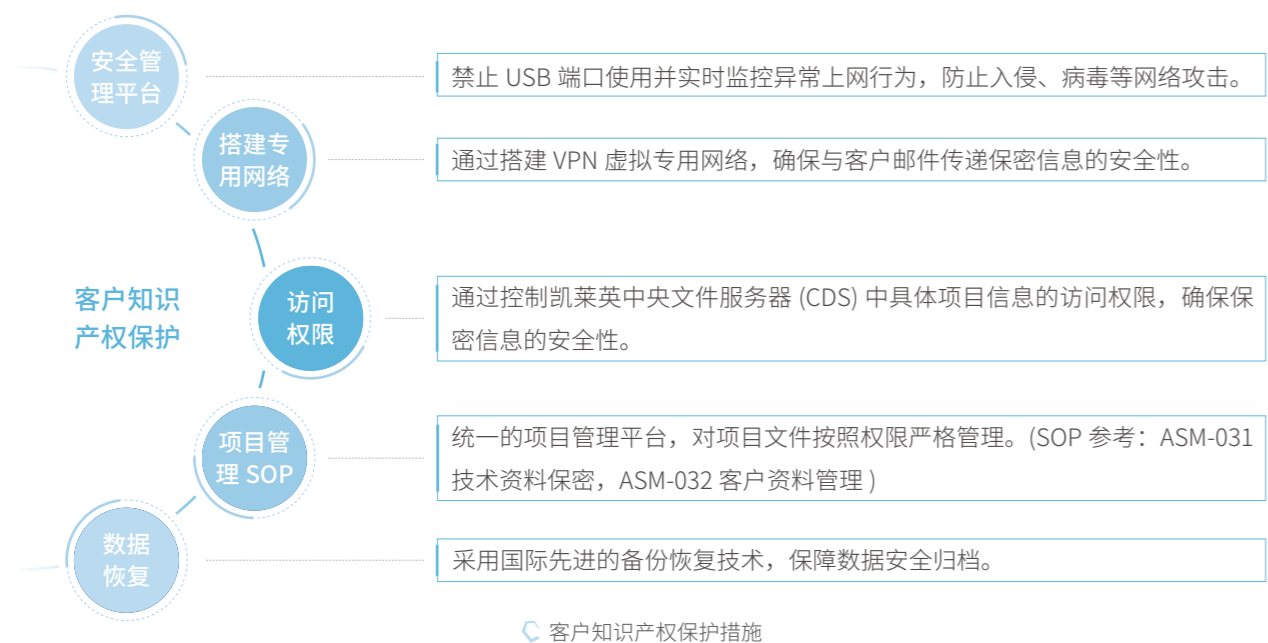 安全管
理平台
禁止 USB 端口使用并实时监控异常上网行为，防止入侵、病毒等网络攻击。
搭建专
用网络
通过搭建 VPN 虚拟专用网络，确保与客户邮件传递保密信息的安全性。
客户知识
产权保护
访问
权限
通过控制凯莱英中央文件服务器 (CDS) 中具体项目信息的访问权限，确保保
密信息的安全性。
项目管
理 SOP
统一的项目管理平台，对项目文件按照权限严格管理。(SOP 参考：ASM-031
技术资料保密，ASM-032 客户资料管理 )
数据
恢复
采用国际先进的备份恢复技术，保障数据安全归档。
客户知识产权保护措施